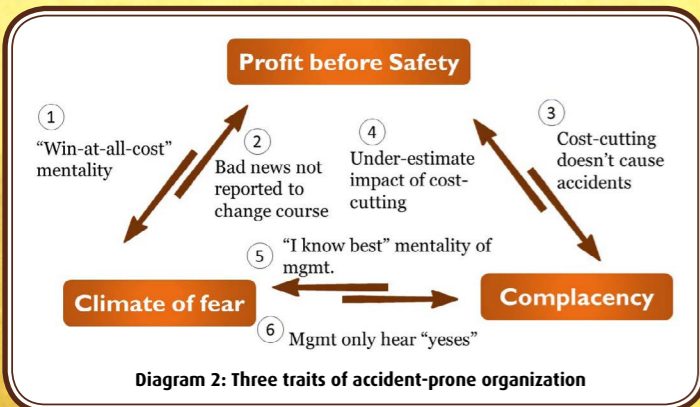 Profit before Safety
1
"Win-at-all-cost"
mentality
2
Bad news not
reported to
change course
4
Under-estimate
impact of cost-
cutting
3
Cost-cutting
doesn't cause
accidents
5
"I know best" mentality of
mgmt.
Climate of fear
Complacency
6
Mgmt only hear "yeses"
Diagram 2: Three traits of accident-prone organization